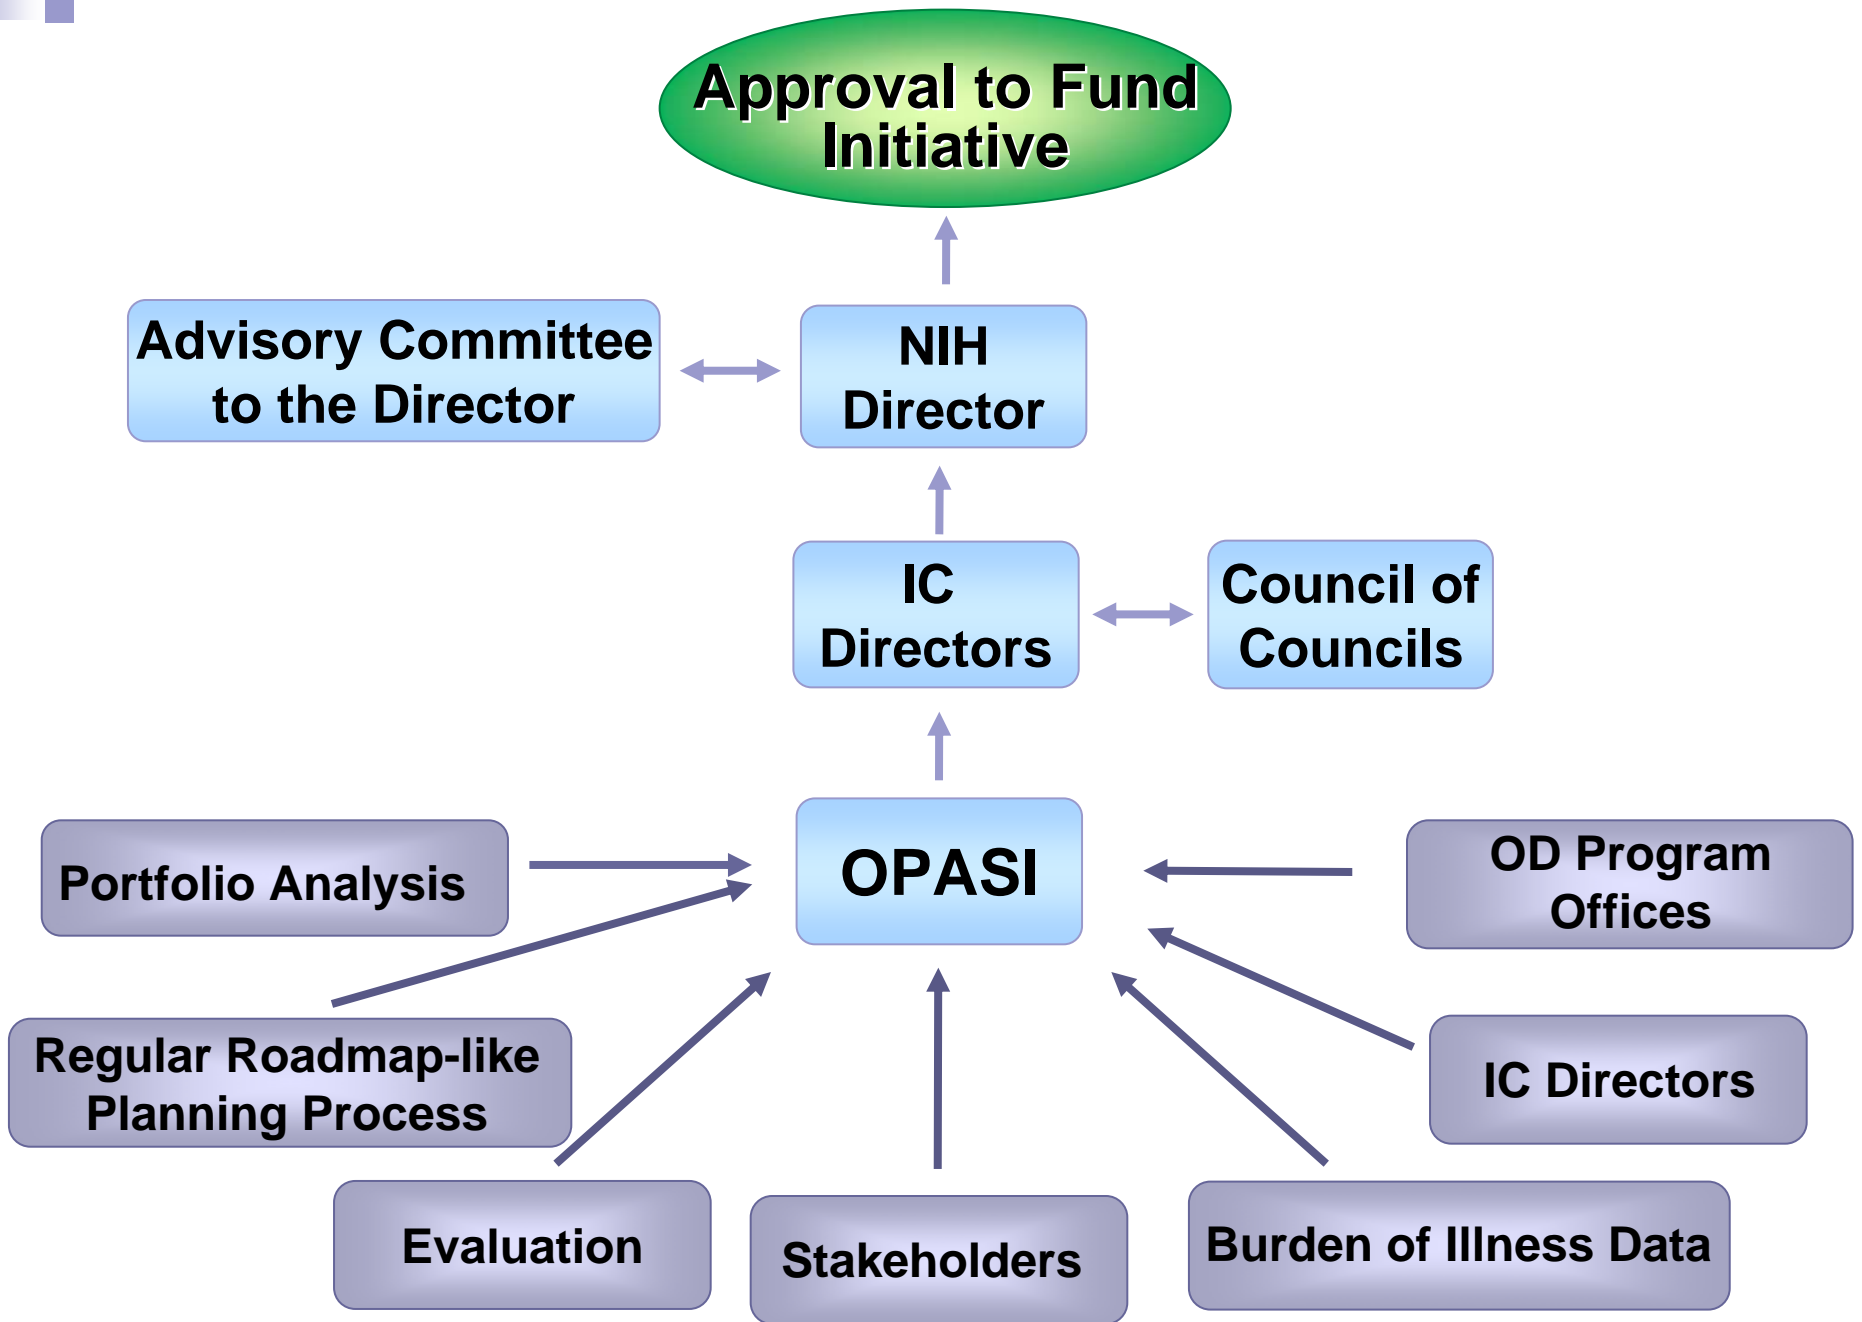 Approval to Fund
Initiative
Advisory Committee
to the Director
NIH
Director
IC
Directors
Council of
Councils
OPASI
Portfolio Analysis
OD Program
Offices
Regular Roadmap-like
Planning Process
IC Directors
Evaluation
Stakeholders
Burden of Illness Data